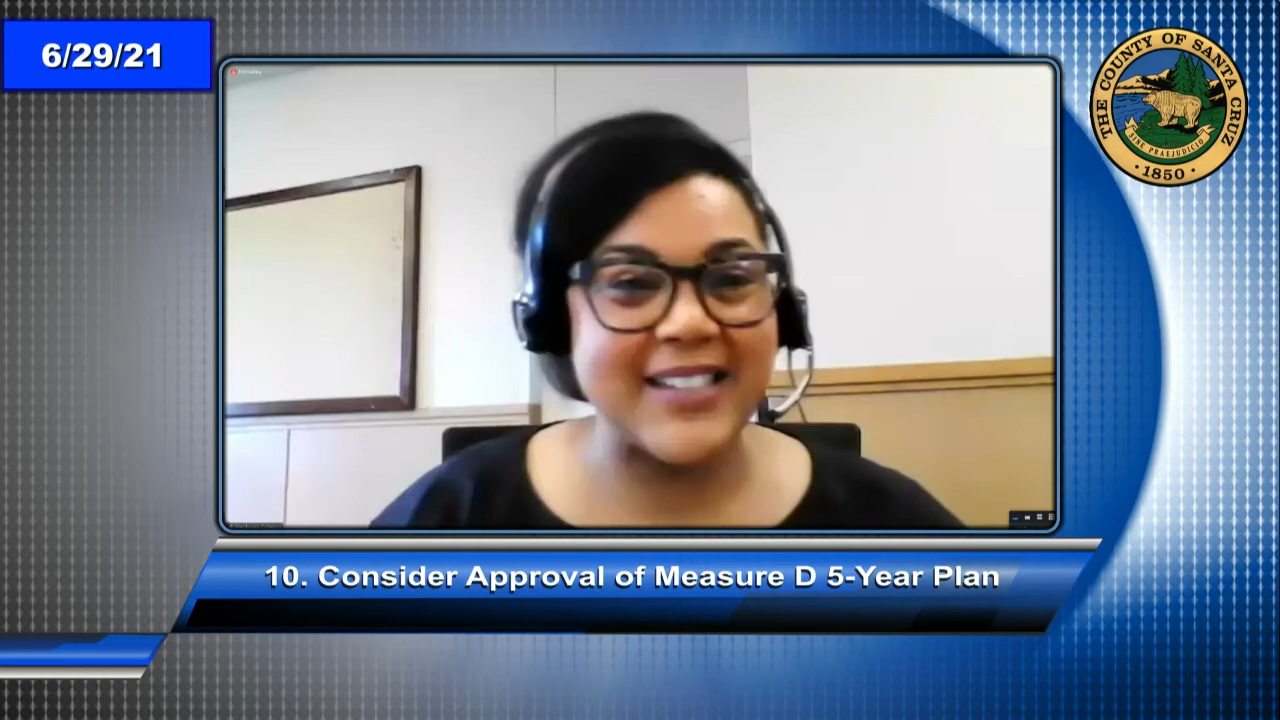 6/29/21
THE COUNTY OF SANTA CRUZ
SINE PRAEJUDICIO
· 1850 ·
10. Consider Approval of Measure D 5-Year Plan